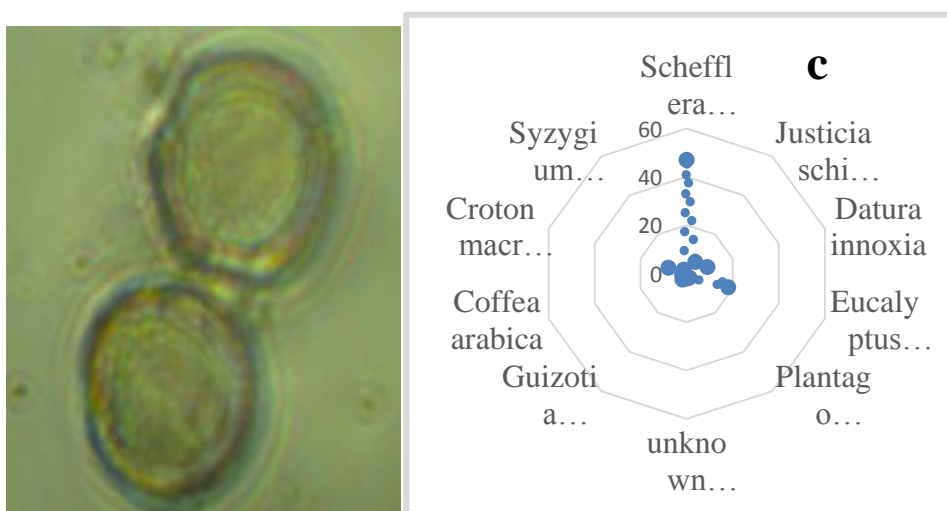 c
Scheffl
era…
Justicia
schi…
Datura
innoxia
Eucaly
ptus…
Plantag
o…
unkno
wn…
Guizoti
a…
Coffea
arabica
Croton
macr…
Syzygi
um…
60
40
20
0